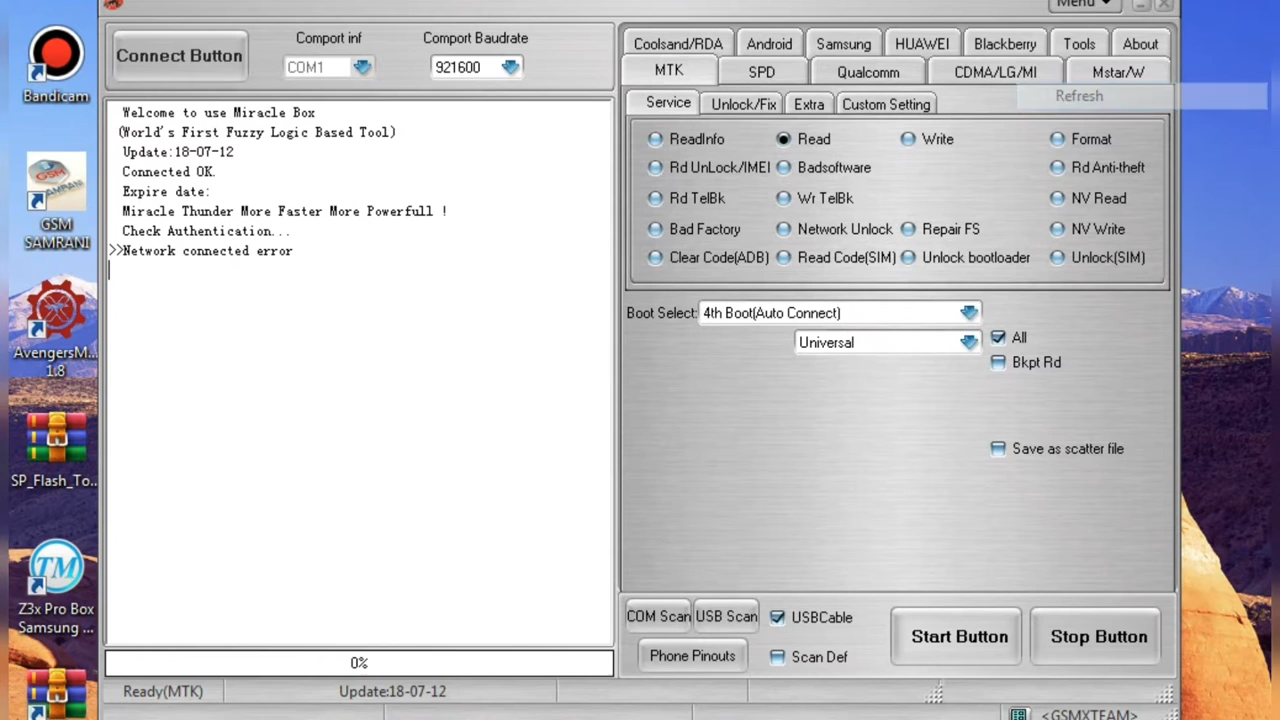 Menu
Connect Button
Comport inf
COM1
Comport Baudrate
921600
Welcome to use Miracle Box
(World's First Fuzzy Logic Based Tool)
Update:18-07-12
Connected OK.
Expire date:
Miracle Thunder More Faster More Powerfull !
Check Authentication...
>>Network connected error
0%
Ready(MTK)
Update:18-07-12
Coolsand/RDA Android Samsung HUAWEI Blackberry Tools About
MTK SPD Qualcomm CDMA/LG/MI Mstar/W
Refresh
Service Unlock/Fix Extra Custom Setting
ReadInfo Read Write Format
Rd UnLock/IMEI Badsoftware Rd Anti-theft
Rd TelBk Wr TelBk NV Read
Bad Factory Network Unlock Repair FS NV Write
Clear Code(ADB) Read Code(SIM) Unlock bootloader Unlock(SIM)
Boot Select: 4th Boot(Auto Connect)
Universal
All
Bkpt Rd
Save as scatter file
COM Scan USB Scan USBCable
Phone Pinouts Scan Def
Start Button
Stop Button
<GSMXTEAM>
Bandicam
GSM
SAMRANI
AvengersM...
1.8
SP_Flash_To...
TM
Z3x Pro Box
Samsung ...